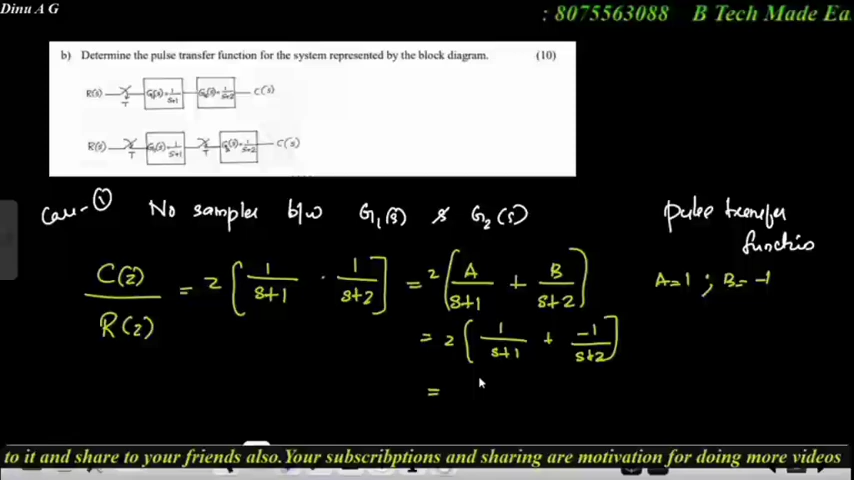 Dinu A G
: 8075563088 B Tech Made Ea
b) Determine the pulse transfer function for the system represented by the block diagram. (10)
R(s) T G₁(s)=1/(s+1) G₂(s)=1/(s+2) C(s)
R(s) T G₁(s)=1/(s+1) T G₂(s)=1/(s+2) C(s)
Case-① No sampler b/w G₁(s) & G₂(s)
pulse transfer
functio
C(z)/R(z) = z[1/(s+1) · 1/(s+2)] = z(A/(s+1) + B/(s+2)) A=1 ; B=-1
= z[1/(s+1) + -1/(s+2)]
=
to it and share to your friends also.Your subscribptions and sharing are motivation for doing more videos